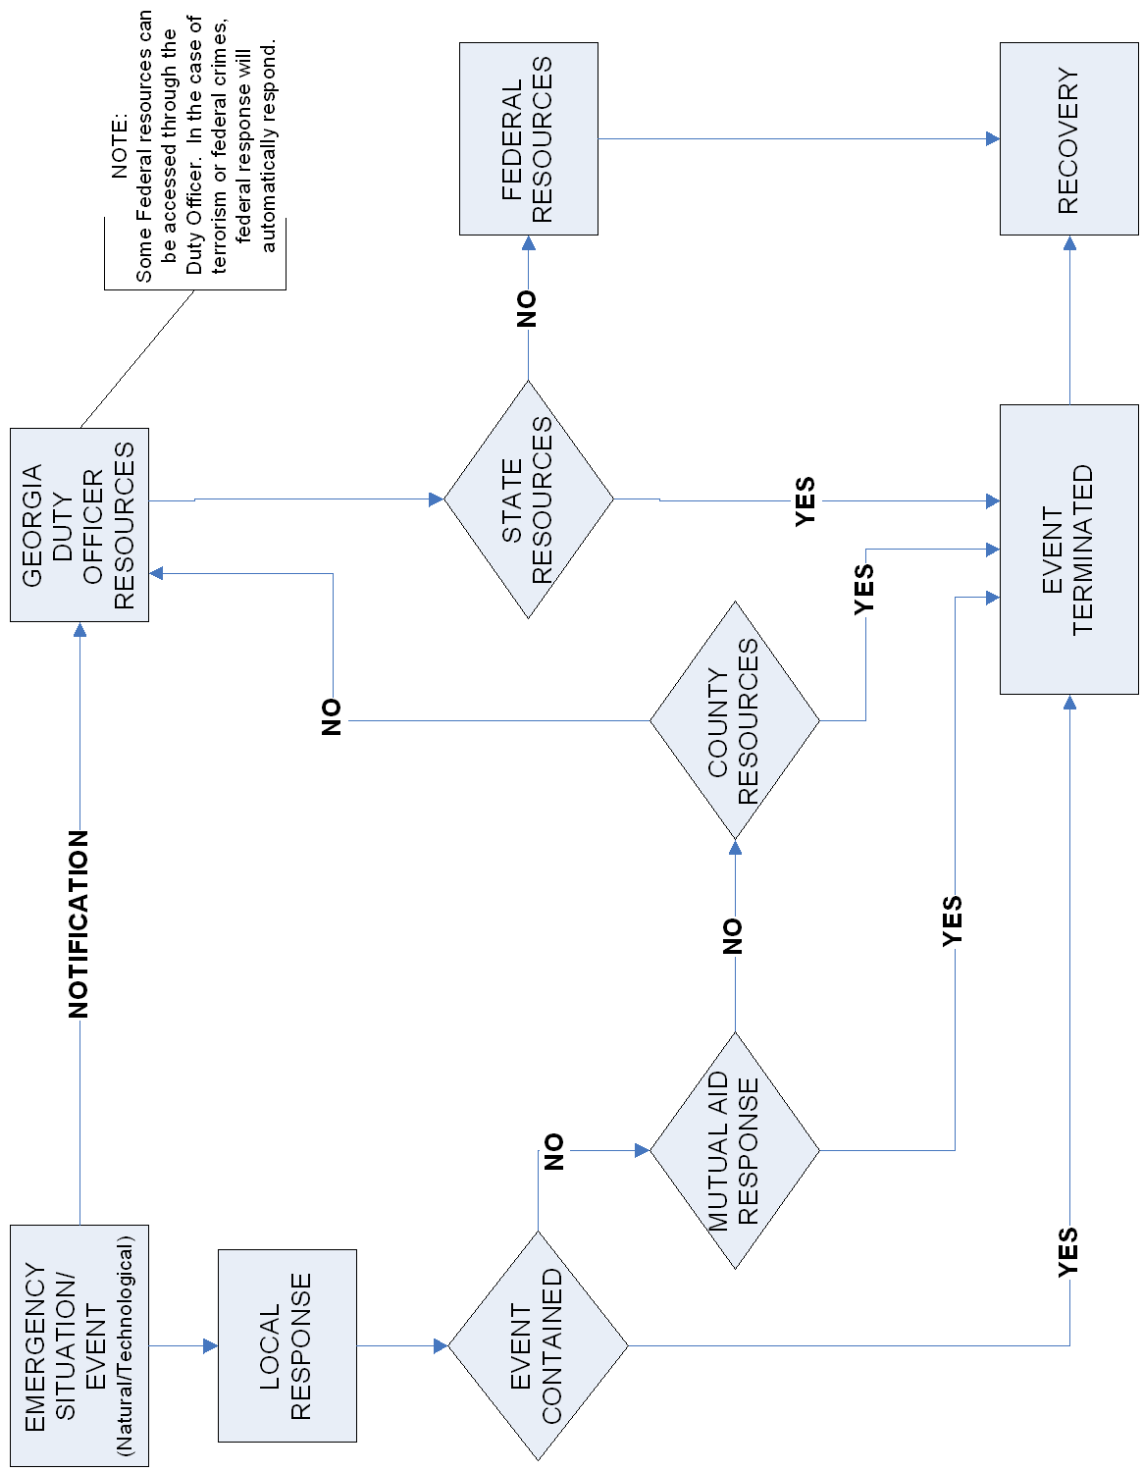 EMERGENCY
SITUATION/
EVENT
(Natural/Technological)
NOTIFICATION
GEORGIA
DUTY
OFFICER
RESOURCES
NOTE:
Some Federal resources can
be accessed through the
Duty Officer. In the case of
terrorism or federal crimes,
federal response will
automatically respond.
LOCAL
RESPONSE
EVENT
CONTAINED
NO
MUTUAL AID
RESPONSE
NO
COUNTY
RESOURCES
NO
STATE
RESOURCES
NO
FEDERAL
RESOURCES
YES
YES
YES
YES
EVENT
TERMINATED
RECOVERY